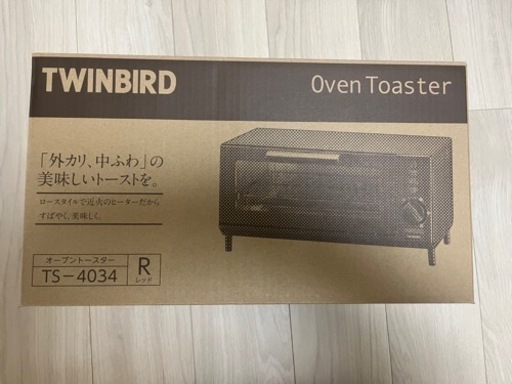 TWINBIRD
Oven Toaster
「外カリ、中ふわ」の
美味しいトーストを。
ロースタイルで近火のヒーターだから
すばやく、美味しく。
オーブントースター
TS-4034
R
レッド